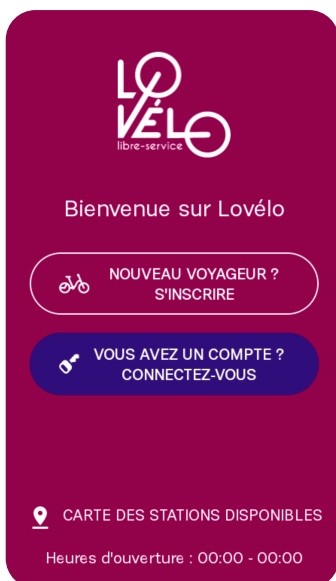 LO
VÉLO
libre-service
Bienvenue sur Lovélo
NOUVEAU VOYAGEUR ?
S'INSCRIRE
VOUS AVEZ UN COMPTE ?
CONNECTEZ-VOUS
CARTE DES STATIONS DISPONIBLES
Heures d'ouverture : 00:00 - 00:00